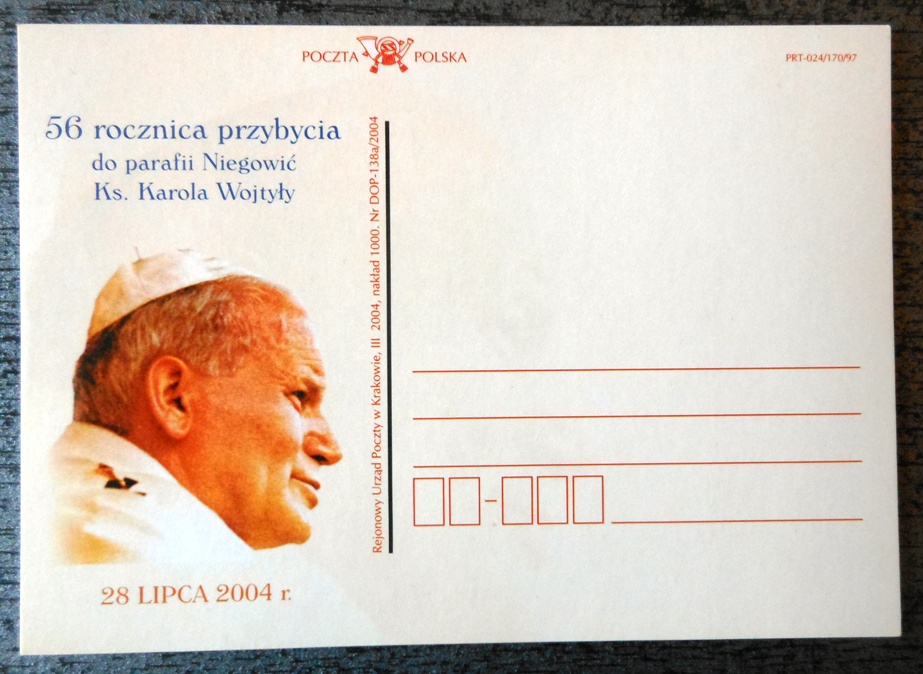 POCZTA POLSKA
PRT-024/170/97
56 rocznica przybycia
do parafii Niegowić
Ks. Karola Wojtyły
28 LIPCA 2004 r.
Rejonowy Urząd Poczty w Krakowie, III 2004, nakład 1000. Nr DOP-138a/2004